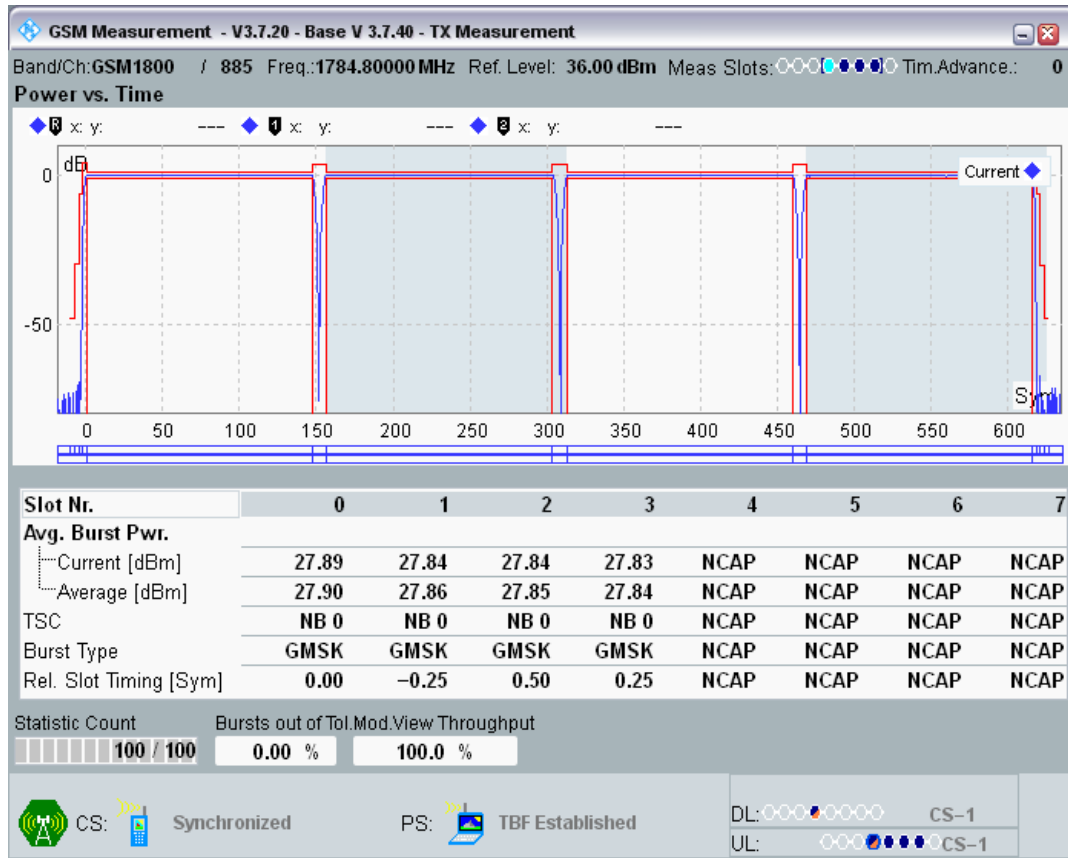 GSM Measurement - V3.7.20 - Base V 3.7.40 - TX Measurement
Band/Ch:GSM1800 / 885 Freq.:1784.80000 MHz Ref. Level: 36.00 dBm Meas Slots: Tim.Advance.: 0
Power vs. Time
R x: y: --- 1 x: y: --- 2 x: y: ---
dB
0
Current
-50
Sym
0 50 100 150 200 250 300 350 400 450 500 550 600
Slot Nr. 0 1 2 3 4 5 6 7
Avg. Burst Pwr.
Current [dBm] 27.89 27.84 27.84 27.83 NCAP NCAP NCAP NCAP
Average [dBm] 27.90 27.86 27.85 27.84 NCAP NCAP NCAP NCAP
TSC NB 0 NB 0 NB 0 NB 0 NCAP NCAP NCAP NCAP
Burst Type GMSK GMSK GMSK GMSK NCAP NCAP NCAP NCAP
Rel. Slot Timing [Sym] 0.00 −0.25 0.50 0.25 NCAP NCAP NCAP NCAP
Statistic Count Bursts out of Tol.Mod.View Throughput
100 / 100 0.00 % 100.0 %
CS: Synchronized PS: TBF Established
DL: CS−1
UL: CS−1